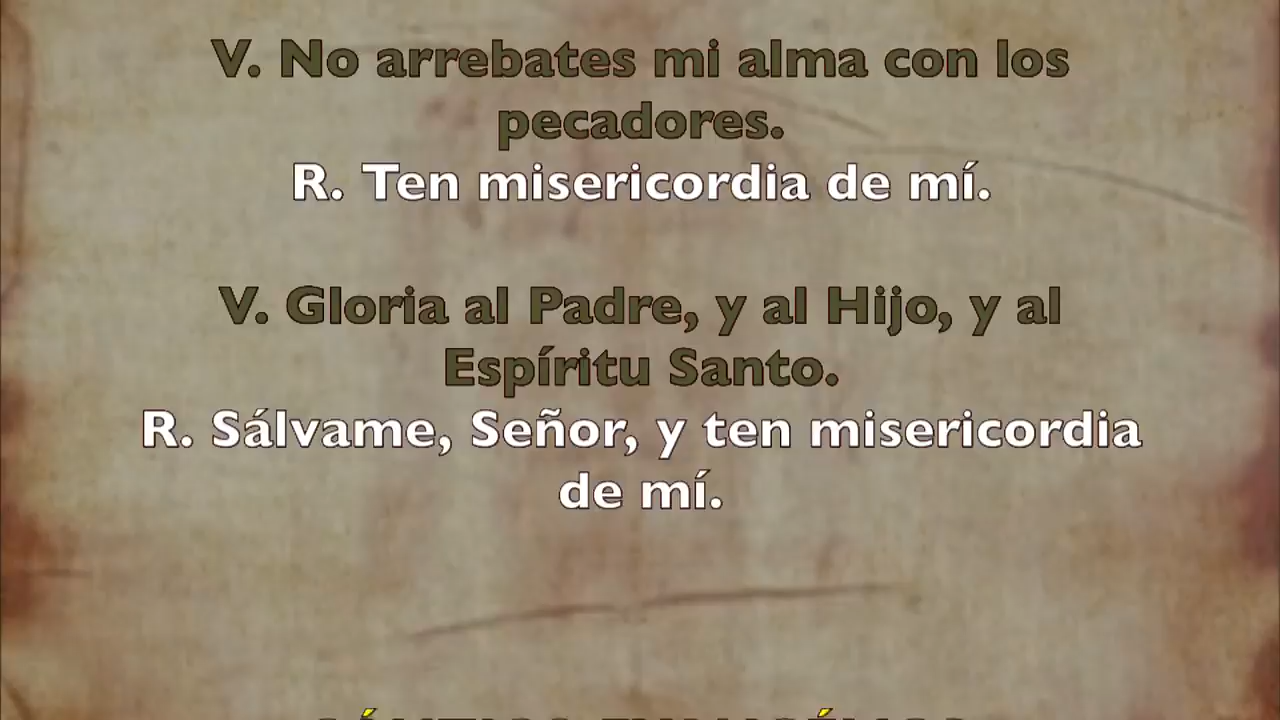 V. No arrebates mi alma con los
pecadores.
R. Ten misericordia de mí.
V. Gloria al Padre, y al Hijo, y al
Espíritu Santo.
R. Sálvame, Señor, y ten misericordia
de mí.